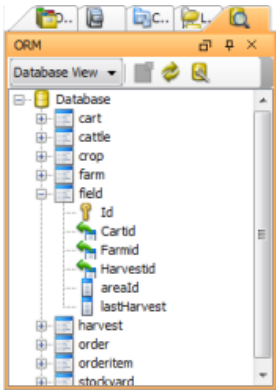 D..
C..
L..
ORM
Database View
Database
cart
cattle
crop
farm
field
Id
Cartid
Farmid
Harvestid
areaId
lastHarvest
harvest
order
orderitem
stockyard